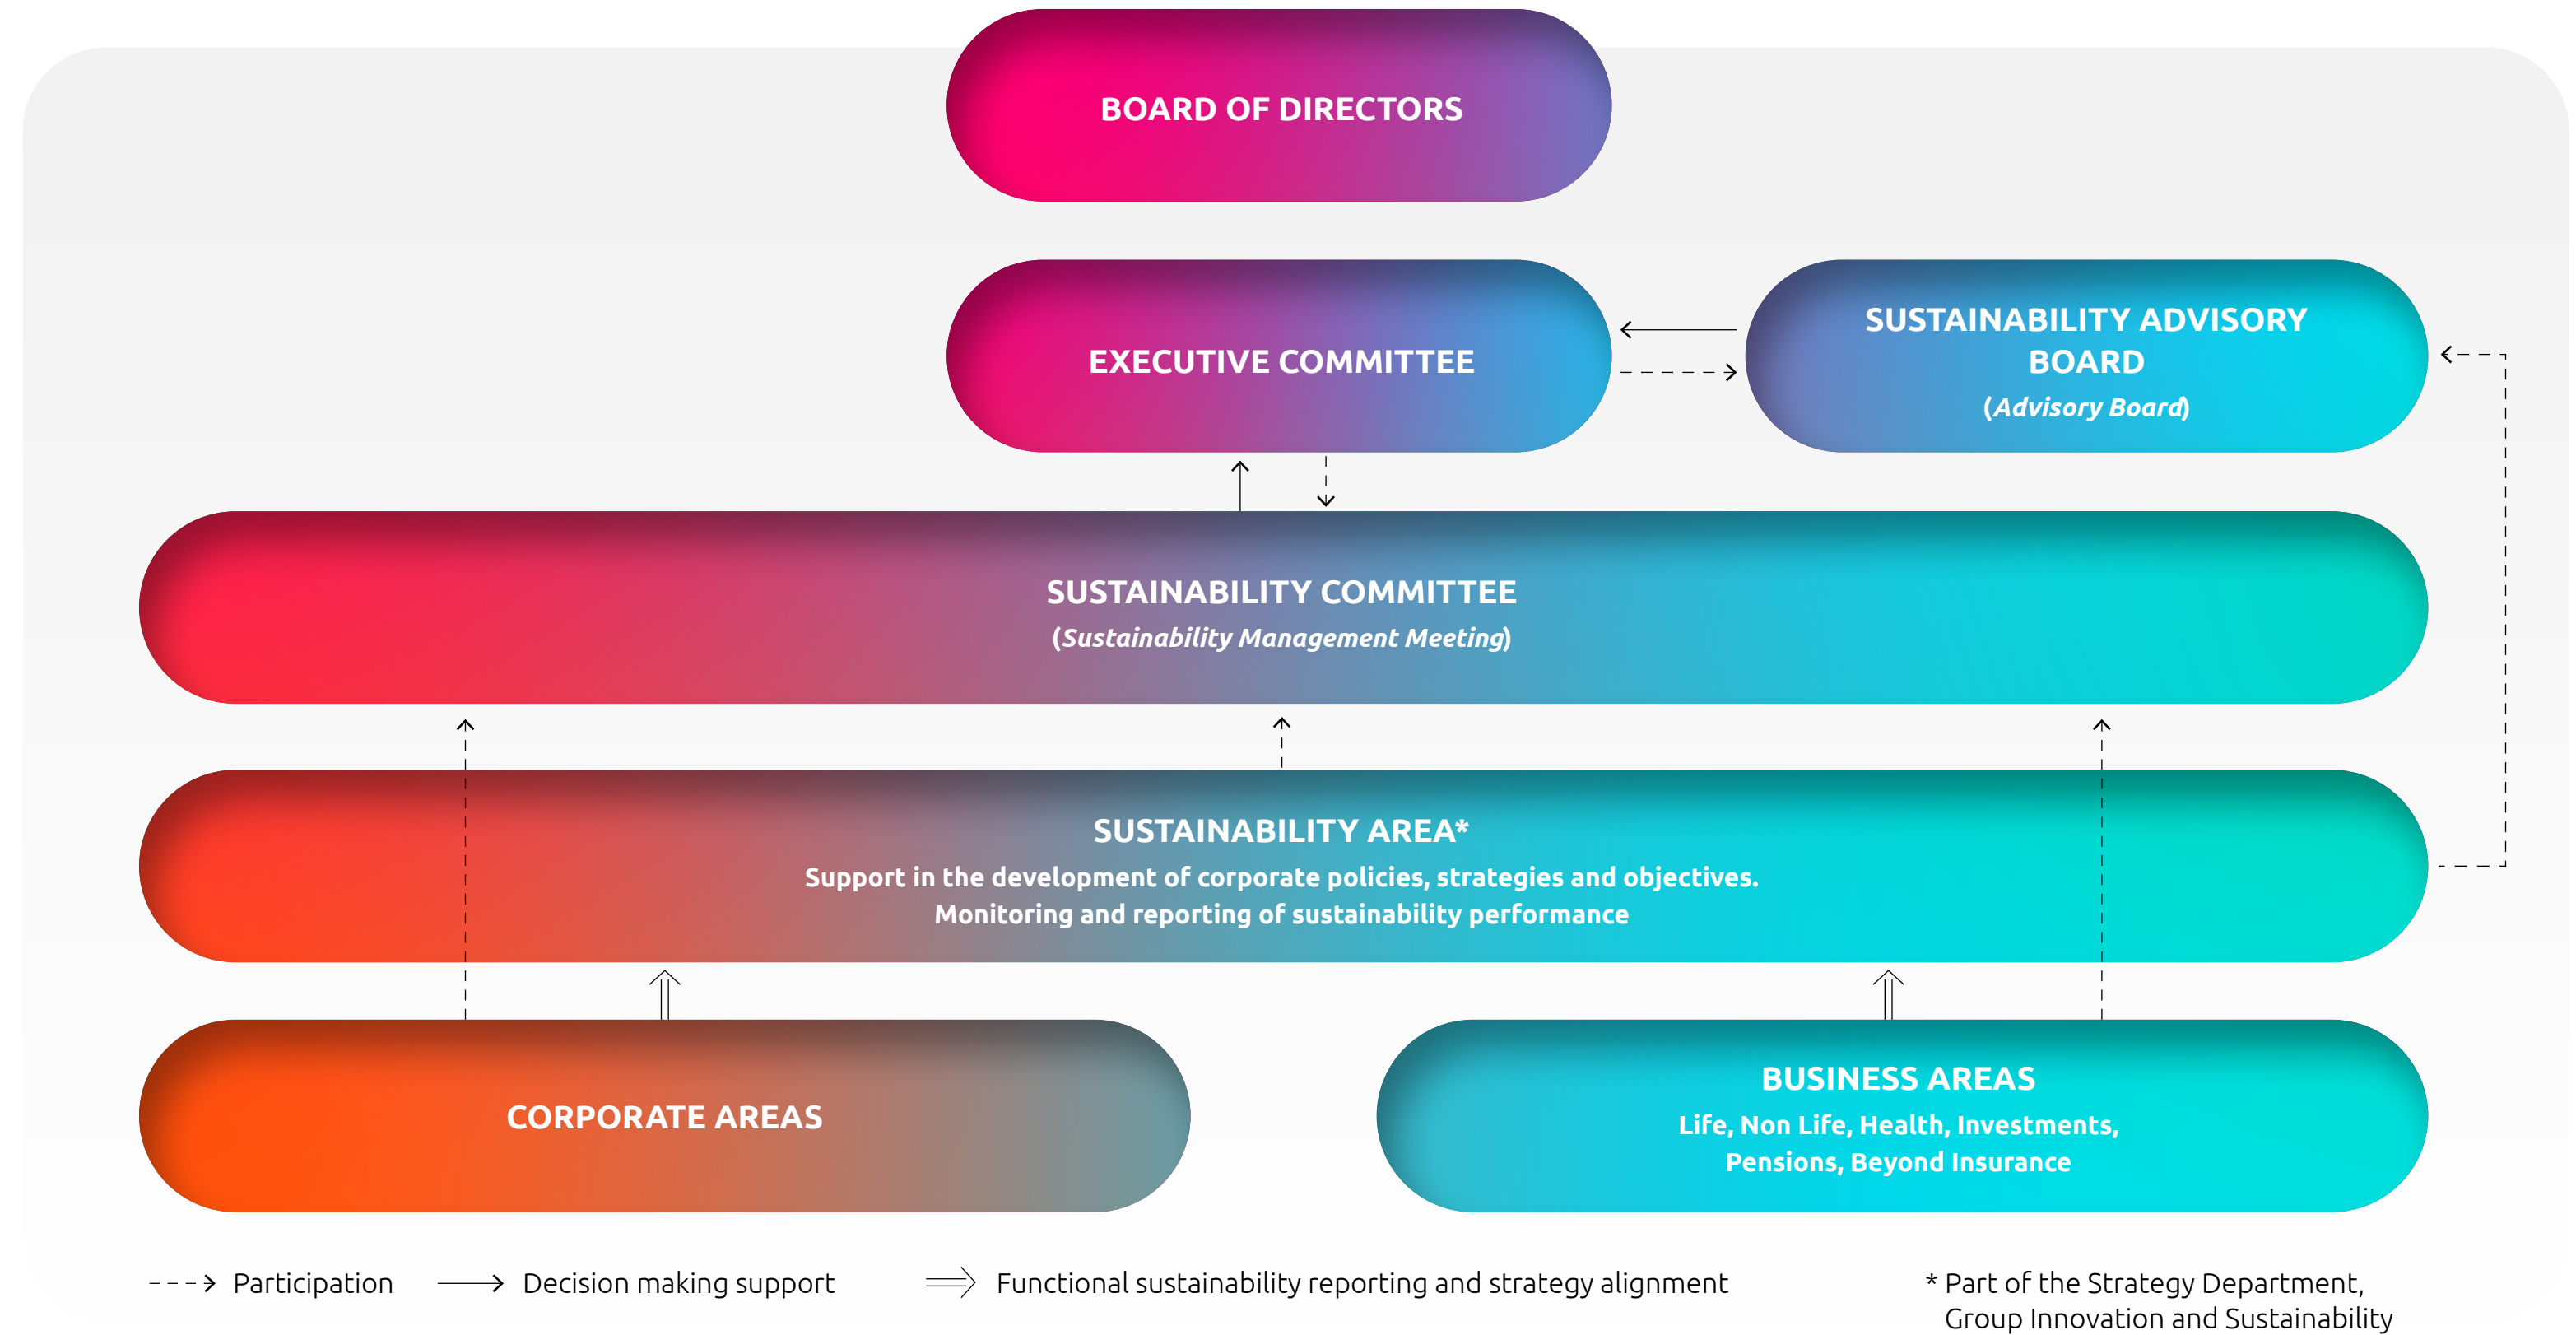 BOARD OF DIRECTORS
EXECUTIVE COMMITTEE
SUSTAINABILITY ADVISORY
BOARD
(Advisory Board)
SUSTAINABILITY COMMITTEE
(Sustainability Management Meeting)
SUSTAINABILITY AREA*
Support in the development of corporate policies, strategies and objectives.
Monitoring and reporting of sustainability performance
CORPORATE AREAS
BUSINESS AREAS
Life, Non Life, Health, Investments,
Pensions, Beyond Insurance
Participation
Decision making support
Functional sustainability reporting and strategy alignment
* Part of the Strategy Department,
Group Innovation and Sustainability